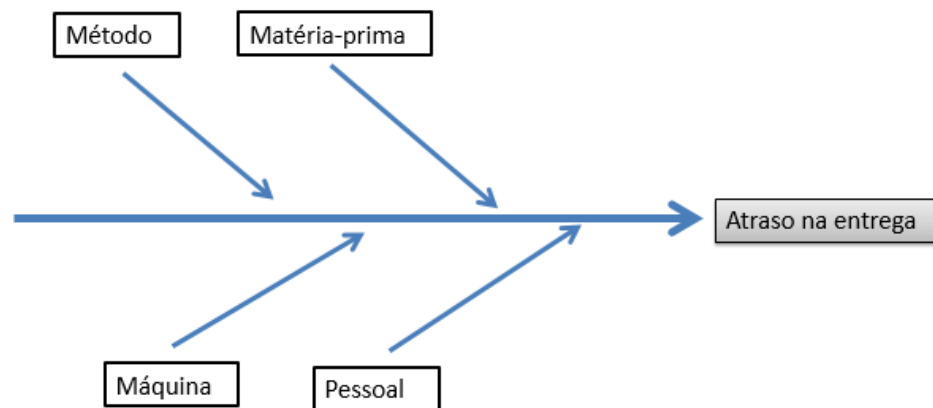 Método
Matéria-prima
Atraso na entrega
Máquina
Pessoal